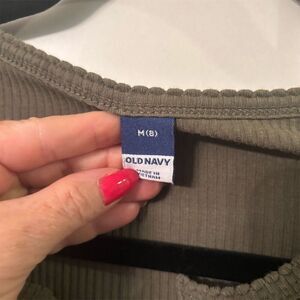 M(8)
OLD NAVY
MADE IN
VIETNAM